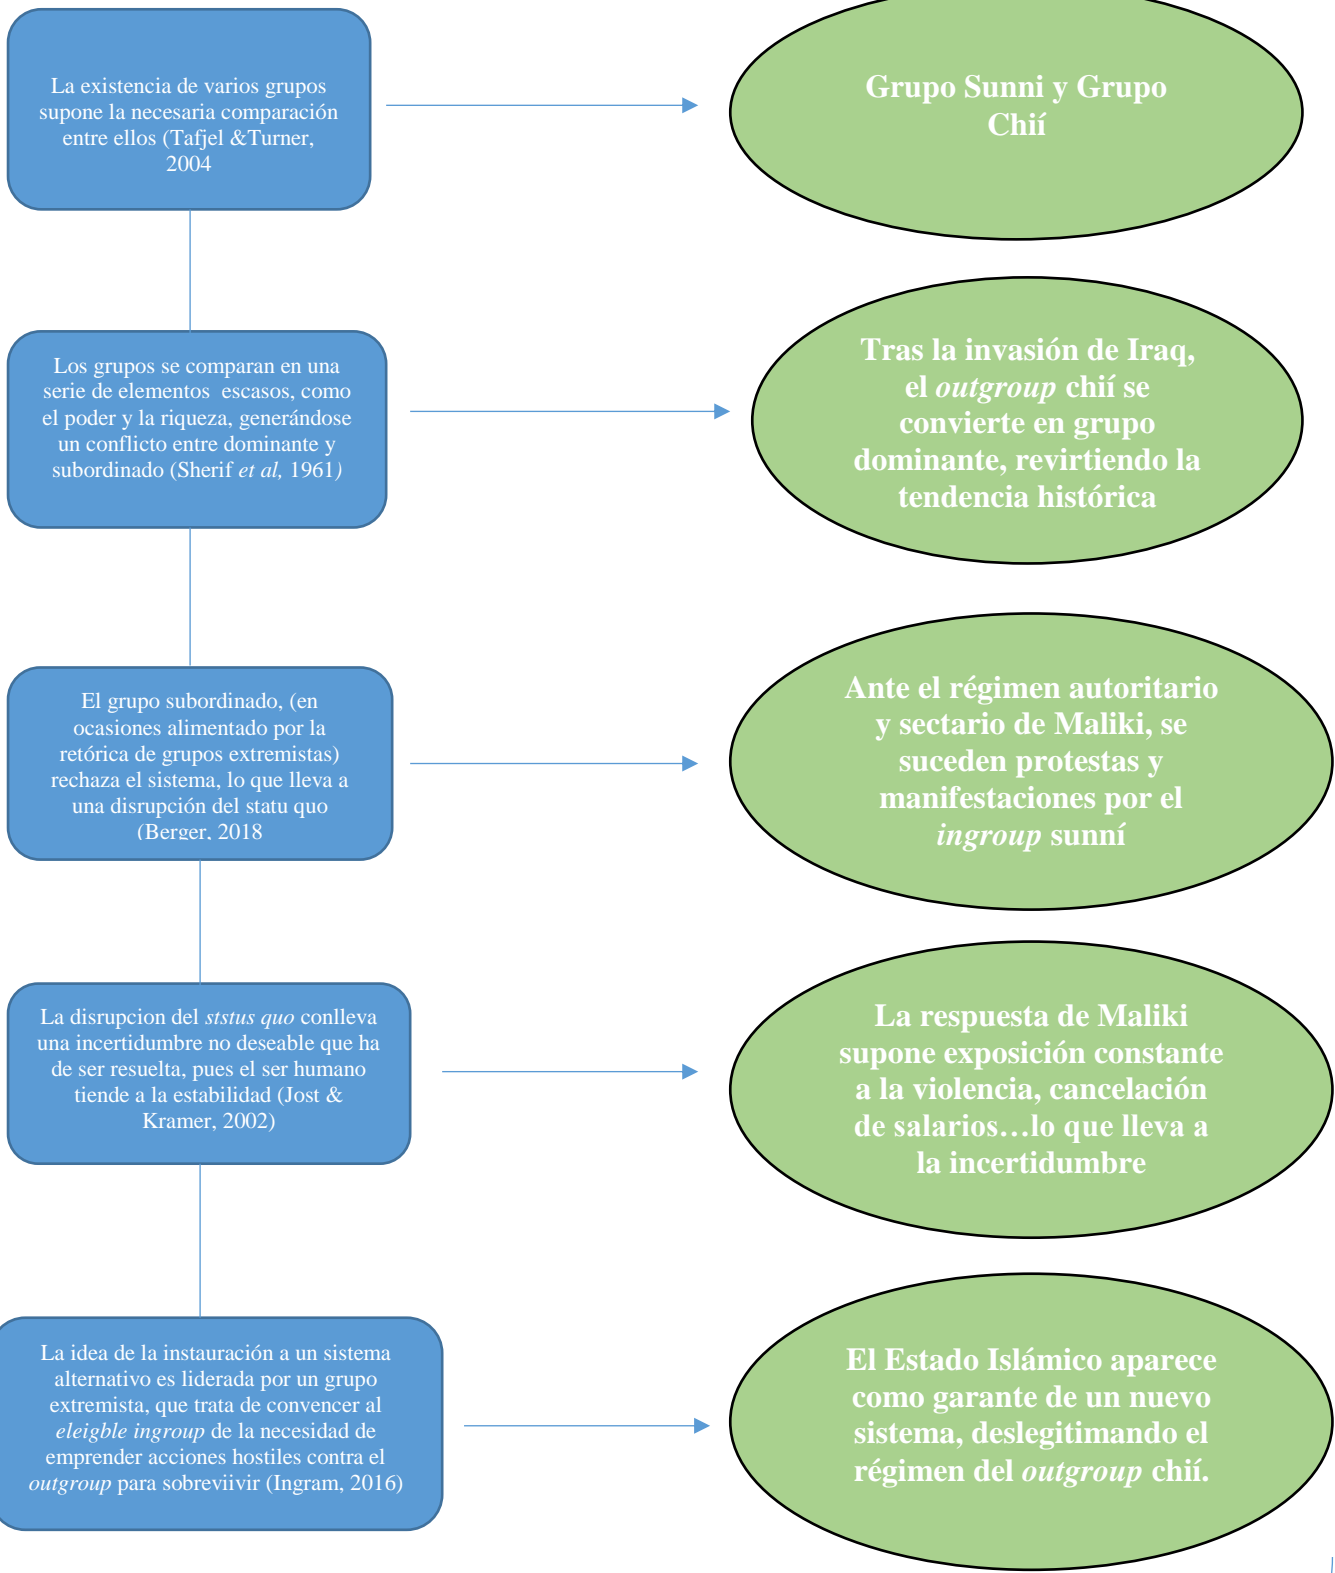 La existencia de varios grupos
supone la necesaria comparación
entre ellos (Tafjel &Turner,
2004
Grupo Sunni y Grupo
Chií
Los grupos se comparan en una
serie de elementos escasos, como
el poder y la riqueza, generándose
un conflicto entre dominante y
subordinado (Sherif et al, 1961)
Tras la invasión de Iraq,
el outgroup chií se
convierte en grupo
dominante, revirtiendo la
tendencia histórica
El grupo subordinado, (en
ocasiones alimentado por la
retórica de grupos extremistas)
rechaza el sistema, lo que lleva a
una disrupción del statu quo
(Berger, 2018
Ante el régimen autoritario
y sectario de Maliki, se
suceden protestas y
manifestaciones por el
ingroup sunní
La disrupcion del ststus quo conlleva
una incertidumbre no deseable que ha
de ser resuelta, pues el ser humano
tiende a la estabilidad (Jost &
Kramer, 2002)
La respuesta de Maliki
supone exposición constante
a la violencia, cancelación
de salarios…lo que lleva a
la incertidumbre
La idea de la instauración a un sistema
alternativo es liderada por un grupo
extremista, que trata de convencer al
eleigble ingroup de la necesidad de
emprender acciones hostiles contra el
outgroup para sobreviivir (Ingram, 2016)
El Estado Islámico aparece
como garante de un nuevo
sistema, deslegitimando el
régimen del outgroup chií.